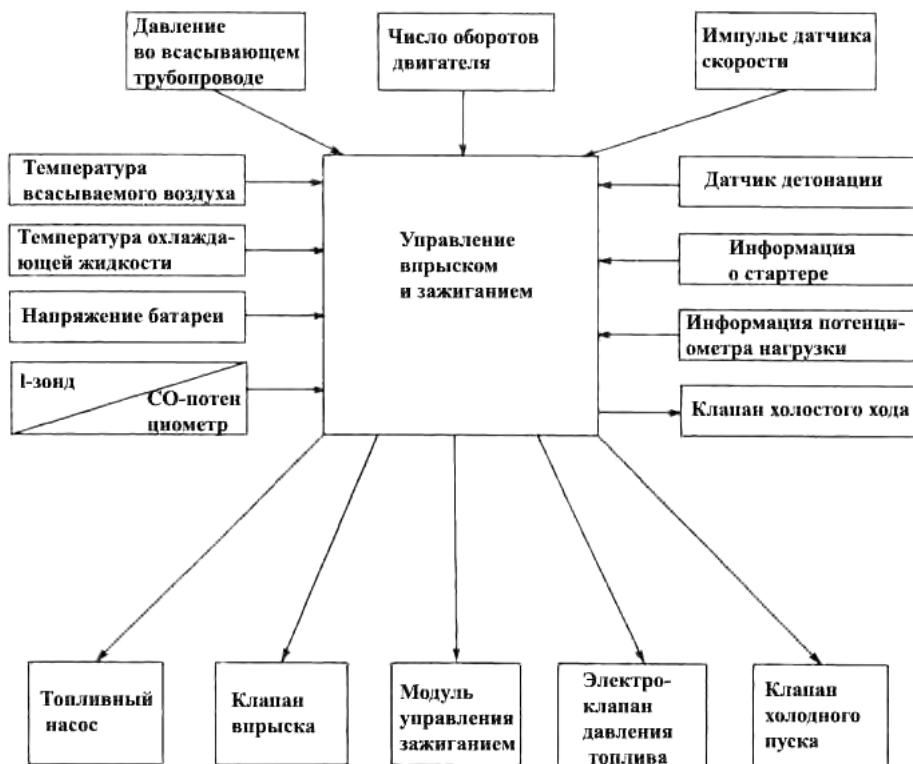 Давление
во всасывающем
трубопроводе
Число оборотов
двигателя
Импульс датчика
скорости
Температура
всасываемого воздуха
Температура охлажда-
ющей жидкости
Напряжение батареи
l-зонд
СО-потен
циометр
Управление
впрыском
и зажиганием
Датчик детонации
Информация
о стартере
Информация потенци-
ометра нагрузки
Клапан холостого хода
Топливный
насос
Клапан
впрыска
Модуль
управления
зажиганием
Электро-
клапан
давления
топлива
Клапан
холодного
пуска